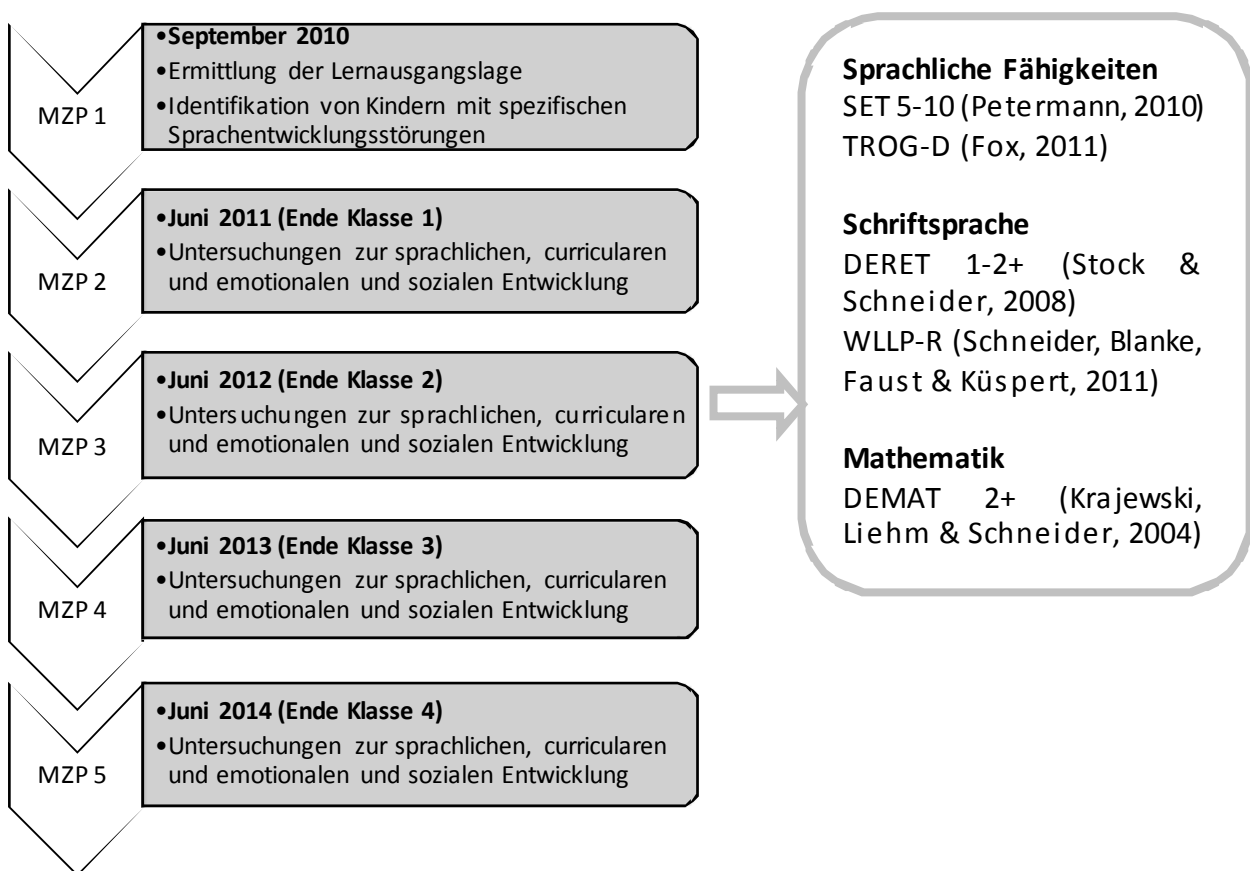 MZP 1
•September 2010
•Ermittlung der Lernausgangslage
•Identifikation von Kindern mit spezifischen
Sprachentwicklungsstörungen
MZP 2
•Juni 2011 (Ende Klasse 1)
•Untersuchungen zur sprachlichen, curricularen
und emotionalen und sozialen Entwicklung
MZP 3
•Juni 2012 (Ende Klasse 2)
•Untersuchungen zur sprachlichen, curricularen
und emotionalen und sozialen Entwicklung
MZP 4
•Juni 2013 (Ende Klasse 3)
•Untersuchungen zur sprachlichen, curricularen
und emotionalen und sozialen Entwicklung
MZP 5
•Juni 2014 (Ende Klasse 4)
•Untersuchungen zur sprachlichen, curricularen
und emotionalen und sozialen Entwicklung
Sprachliche Fähigkeiten
SET 5-10 (Petermann, 2010)
TROG-D (Fox, 2011)
Schriftsprache
DERET 1-2+ (Stock &
Schneider, 2008)
WLLP-R (Schneider, Blanke,
Faust & Küspert, 2011)
Mathematik
DEMAT 2+ (Krajewski,
Liehm & Schneider, 2004)